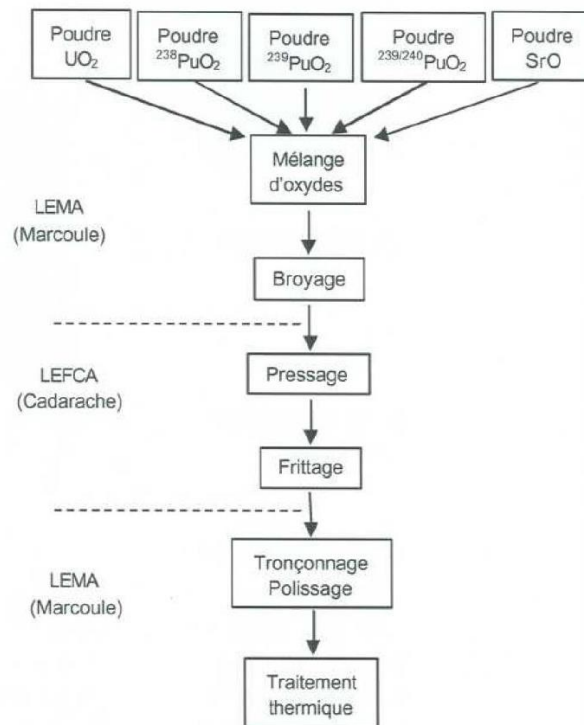 Poudre
UO₂
Poudre
²³⁸PuO₂
Poudre
²³⁹PuO₂
Poudre
²³⁹/²⁴⁰PuO₂
Poudre
SrO
Mélange
d'oxydes
LEMA
(Marcoule)
Broyage
LEFCA
(Cadarache)
Pressage
Frittage
LEMA
(Marcoule)
Tronçonnage
Polissage
Traitement
thermique